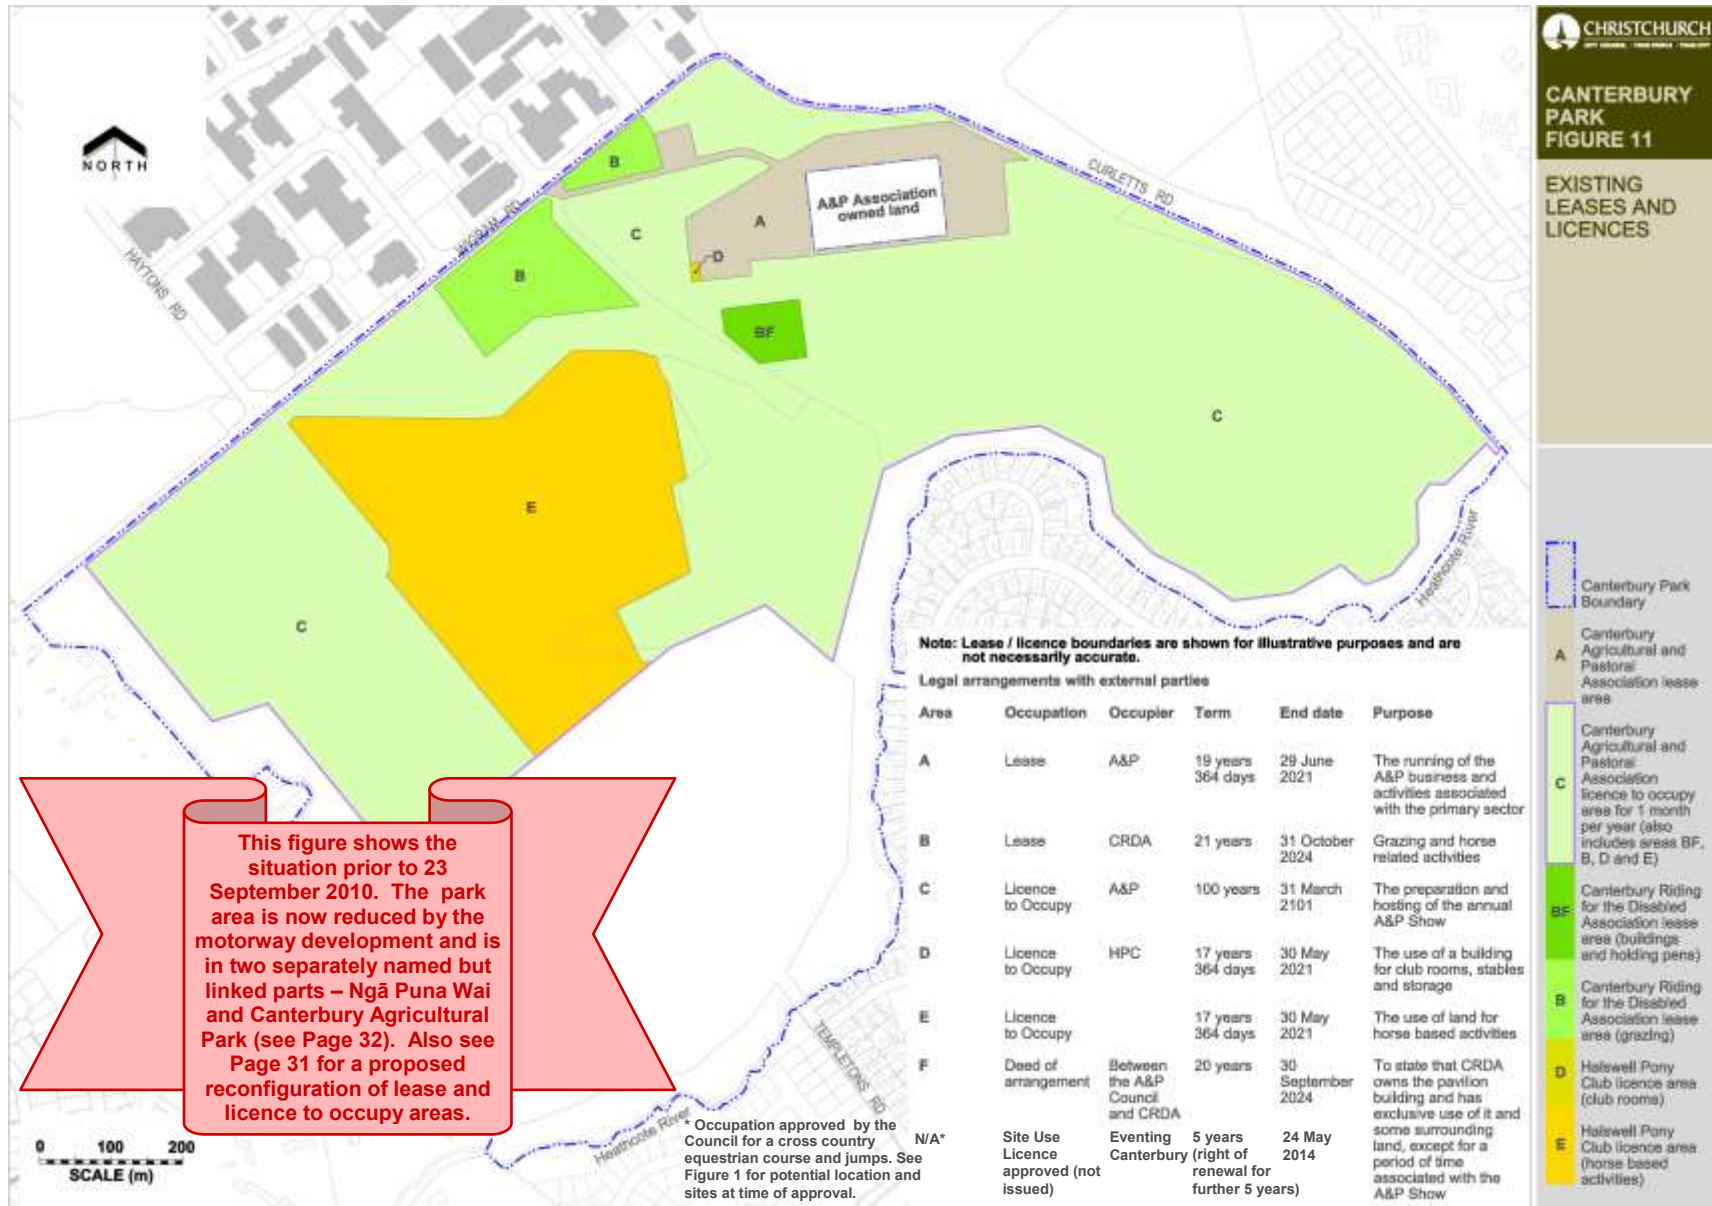 CHRISTCHURCH
CANTERBURY
PARK
FIGURE 11
EXISTING
LEASES AND
LICENCES
NORTH
HAYTONS RD
WIGRAM RD
CURLETTS RD
B
B
C
A
D
A&P Association
owned land
BF
C
E
C
Heathcote River
Heathcote River
TEMPLETONS RD
Note: Lease / licence boundaries are shown for illustrative purposes and are
not necessarily accurate.
Legal arrangements with external parties
Area Occupation Occupier Term End date Purpose
A Lease A&P 19 years 29 June The running of the
364 days 2021 A&P business and
activities associated
with the primary sector
B Lease CRDA 21 years 31 October Grazing and horse
2024 related activities
C Licence A&P 100 years 31 March The preparation and
to Occupy 2101 hosting of the annual
A&P Show
D Licence HPC 17 years 30 May The use of a building
to Occupy 364 days 2021 for club rooms, stables
and storage
E Licence 17 years 30 May The use of land for
to Occupy 364 days 2021 horse based activities
F Deed of Between 20 years 30 To state that CRDA
arrangement the A&P September owns the pavilion
Council 2024 building and has
and CRDA exclusive use of it and
some surrounding
land, except for a
period of time
associated with the
A&P Show
N/A* Site Use Eventing 5 years 24 May
Licence Canterbury (right of 2014
approved (not renewal for
issued) further 5 years)
* Occupation approved by the
Council for a cross country
equestrian course and jumps. See
Figure 1 for potential location and
sites at time of approval.
This figure shows the
situation prior to 23
September 2010. The park
area is now reduced by the
motorway development and is
in two separately named but
linked parts – Ngā Puna Wai
and Canterbury Agricultural
Park (see Page 32). Also see
Page 31 for a proposed
reconfiguration of lease and
licence to occupy areas.
0 100 200
SCALE (m)
Canterbury Park
Boundary
A
Canterbury
Agricultural and
Pastoral
Association lease
area
C
Canterbury
Agricultural and
Pastoral
Association
licence to occupy
area for 1 month
per year (also
includes areas BF,
B, D and E)
BF
Canterbury Riding
for the Disabled
Association lease
area (buildings
and holding pens)
B
Canterbury Riding
for the Disabled
Association lease
area (grazing)
D
Halswell Pony
Club licence area
(club rooms)
E
Halswell Pony
Club licence area
(horse based
activities)